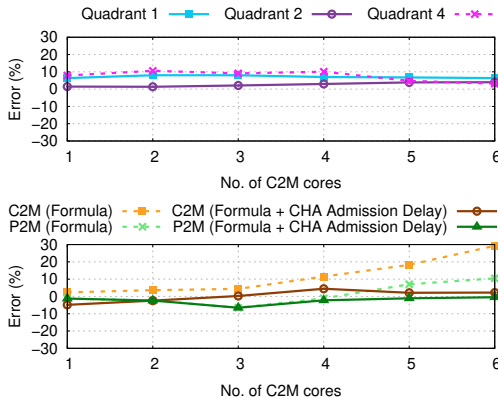 Quadrant 1 Quadrant 2 Quadrant 4
30
20
10
0
−10
−20
−30
Error (%)
1 2 3 4 5 6
No. of C2M cores
C2M (Formula) C2M (Formula + CHA Admission Delay)
P2M (Formula) P2M (Formula + CHA Admission Delay)
30
20
10
0
−10
−20
−30
Error (%)
1 2 3 4 5 6
No. of C2M cores